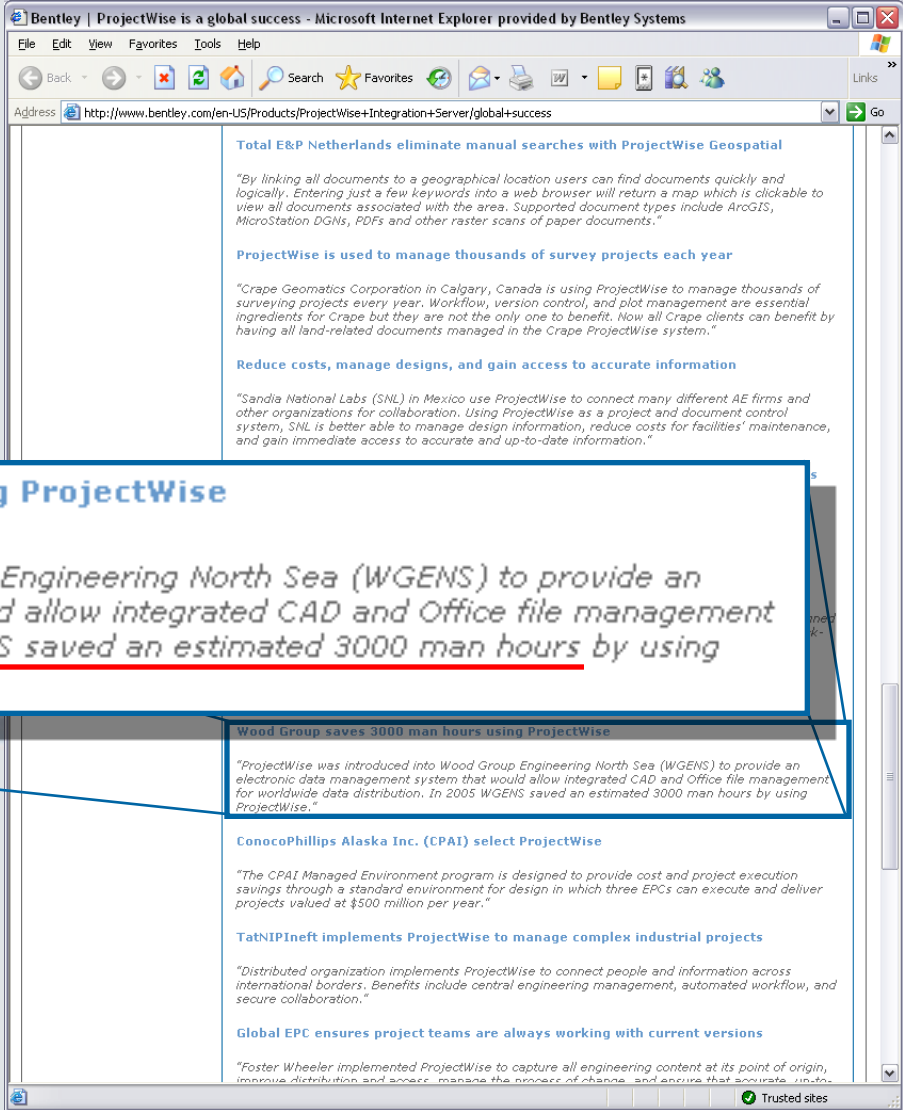 Bentley | ProjectWise is a global success - Microsoft Internet Explorer provided by Bentley Systems
File Edit View Favorites Tools Help
Back Search Favorites Links
Address http://www.bentley.com/en-US/Products/ProjectWise+Integration+Server/global+success Go
Total E&P Netherlands eliminate manual searches with ProjectWise Geospatial
"By linking all documents to a geographical location users can find documents quickly and
logically. Entering just a few keywords into a web browser will return a map which is clickable to
view all documents associated with the area. Supported document types include ArcGIS,
MicroStation DGNs, PDFs and other raster scans of paper documents."
ProjectWise is used to manage thousands of survey projects each year
"Crape Geomatics Corporation in Calgary, Canada is using ProjectWise to manage thousands of
surveying projects every year. Workflow, version control, and plot management are essential
ingredients for Crape but they are not the only one to benefit. Now all Crape clients can benefit by
having all land-related documents managed in the Crape ProjectWise system."
Reduce costs, manage designs, and gain access to accurate information
"Sandia National Labs (SNL) in Mexico use ProjectWise to connect many different AE firms and
other organizations for collaboration. Using ProjectWise as a project and document control
system, SNL is better able to manage design information, reduce costs for facilities' maintenance,
and gain immediate access to accurate and up-to-date information."
g ProjectWise
Engineering North Sea (WGENS) to provide an
d allow integrated CAD and Office file management
S saved an estimated 3000 man hours by using
Wood Group saves 3000 man hours using ProjectWise
"ProjectWise was introduced into Wood Group Engineering North Sea (WGENS) to provide an
electronic data management system that would allow integrated CAD and Office file management
for worldwide data distribution. In 2005 WGENS saved an estimated 3000 man hours by using
ProjectWise."
ConocoPhillips Alaska Inc. (CPAI) select ProjectWise
"The CPAI Managed Environment program is designed to provide cost and project execution
savings through a standard environment for design in which three EPCs can execute and deliver
projects valued at $500 million per year."
TatNIPIneft implements ProjectWise to manage complex industrial projects
"Distributed organization implements ProjectWise to connect people and information across
international borders. Benefits include central engineering management, automated workflow, and
secure collaboration."
Global EPC ensures project teams are always working with current versions
"Foster Wheeler implemented ProjectWise to capture all engineering content at its point of origin,
improve distribution and access, manage the process of change, and ensure that accurate, up-to-
Trusted sites